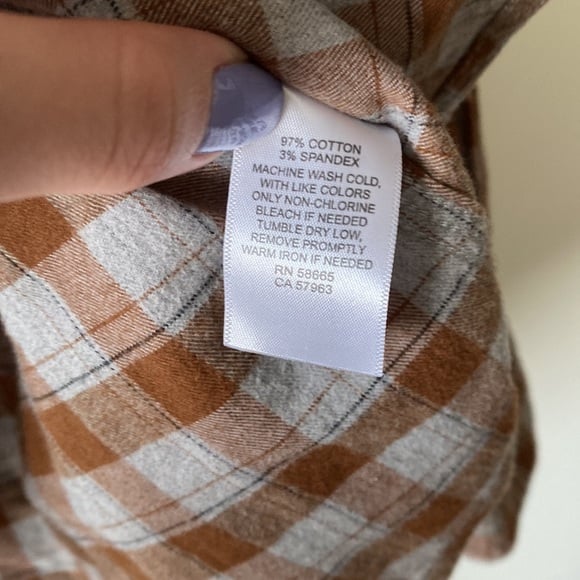 97% COTTON
3% SPANDEX
MACHINE WASH COLD,
WITH LIKE COLORS
ONLY NON-CHLORINE
BLEACH IF NEEDED
TUMBLE DRY LOW,
REMOVE PROMPTLY
WARM IRON IF NEEDED
RN 58665
CA 57963